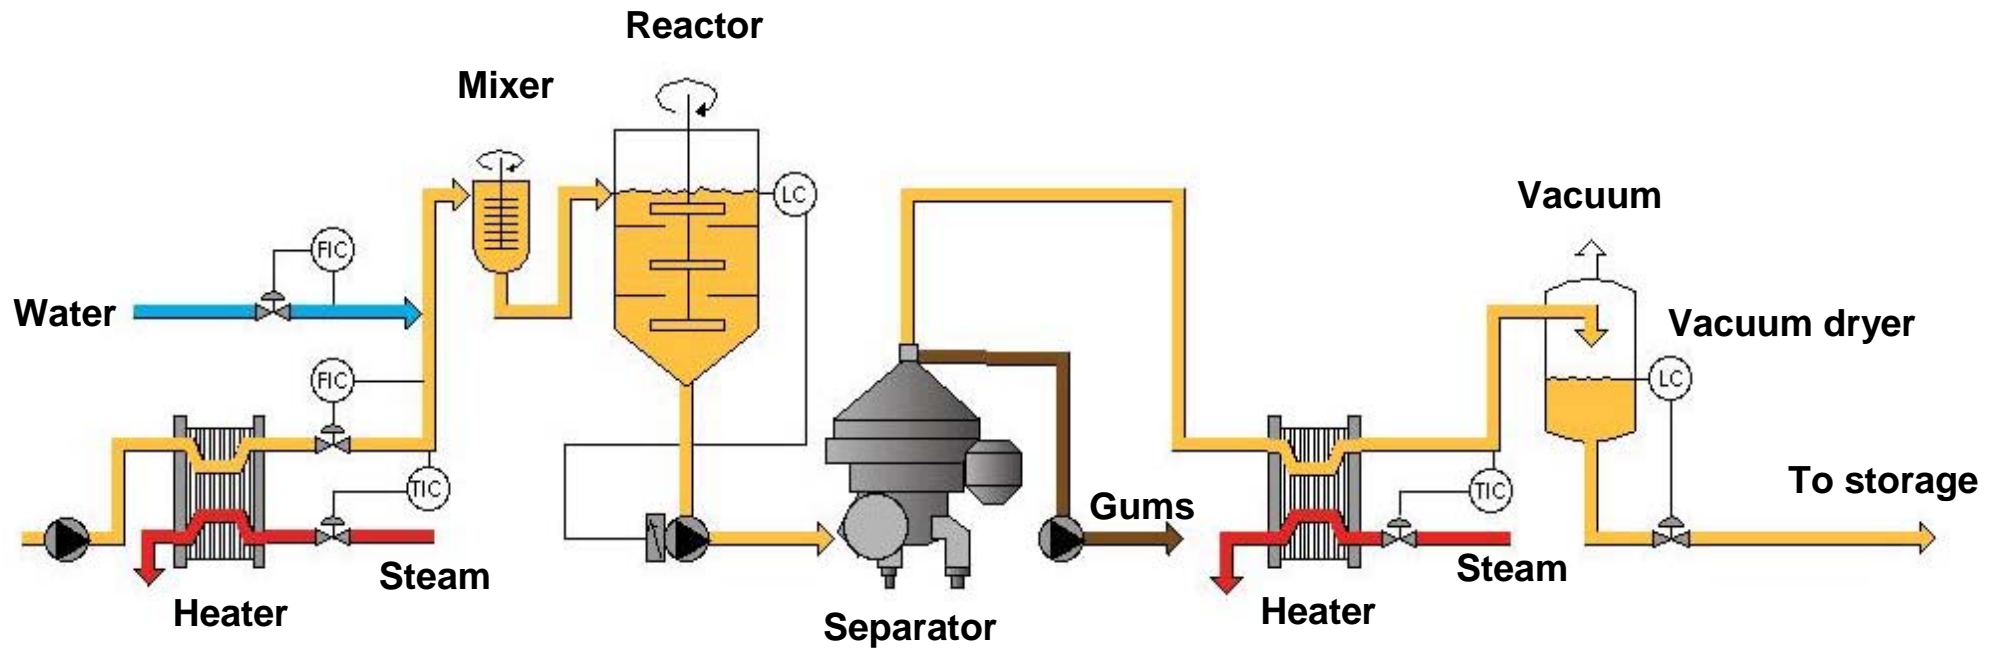 Reactor
Mixer
LC
Vacuum
FIC
Water
Vacuum dryer
FIC
LC
TIC
TIC
To storage
Gums
Steam
Steam
Heater
Heater
Separator